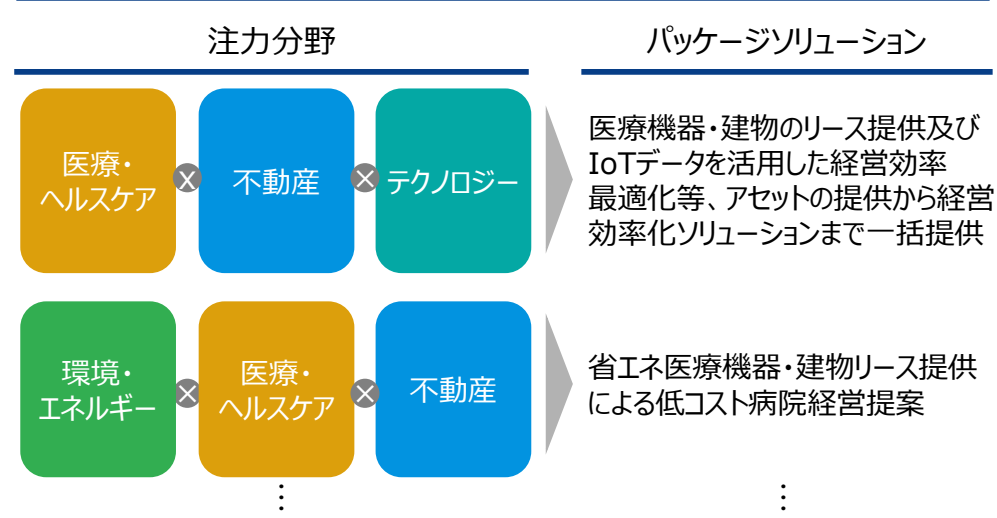 注力分野
パッケージソリューション
医療・
ヘルスケア
×
不動産
×
テクノロジー
医療機器・建物のリース提供及び
IoTデータを活用した経営効率
最適化等、アセットの提供から経営
効率化ソリューションまで一括提供
環境・
エネルギー
×
医療・
ヘルスケア
×
不動産
省エネ医療機器・建物リース提供
による低コスト病院経営提案
⋮
⋮